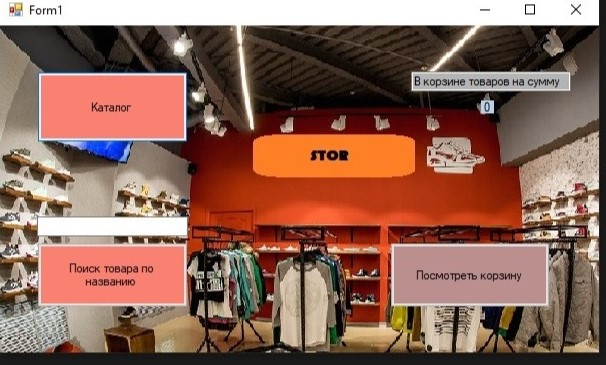 Form1
Каталог
В корзине товаров на сумму
0
STOR
Поиск товара по
названию
Посмотреть корзину